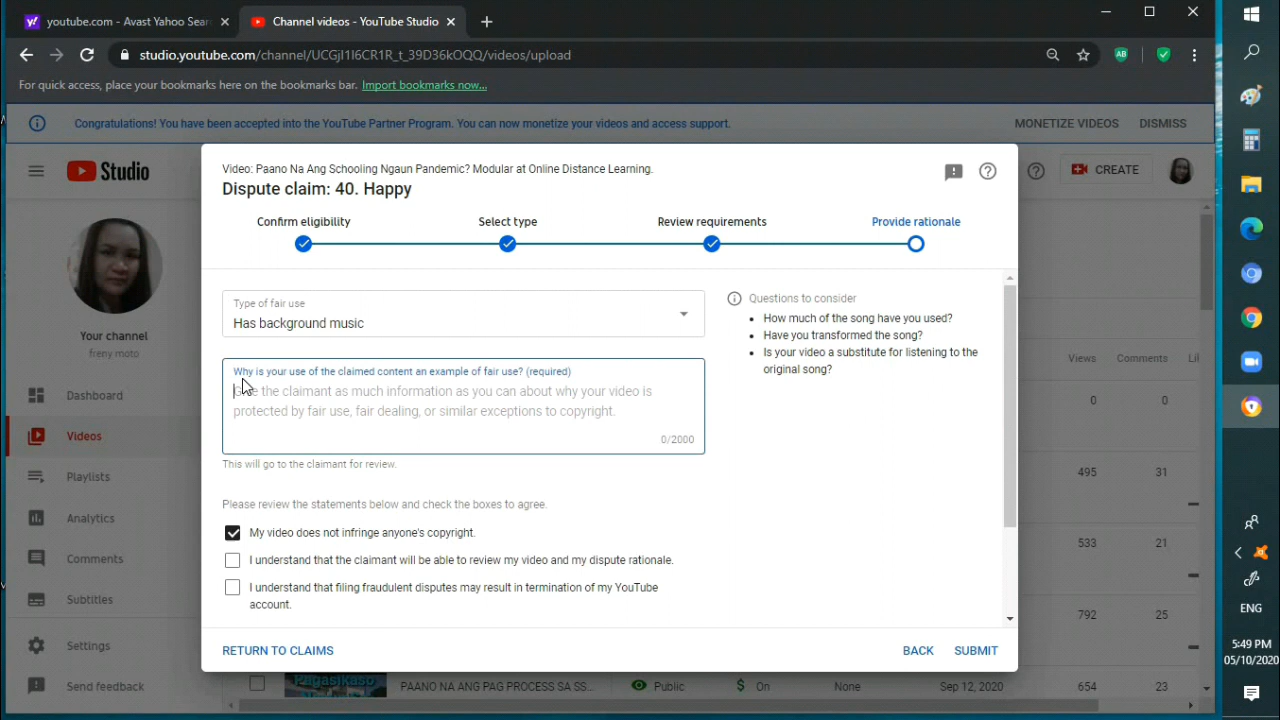 youtube.com - Avast Yahoo Sear
Channel videos - YouTube Studio
studio.youtube.com/channel/UCGjI1I6CR1R_t_39D36kOQQ/videos/upload
AB
For quick access, place your bookmarks here on the bookmarks bar. Import bookmarks now...
Congratulations! You have been accepted into the YouTube Partner Program. You can now monetize your videos and access support.
MONETIZE VIDEOS DISMISS
Studio
CREATE
Your channel
freny moto
Dashboard
Videos
Playlists
Analytics
Comments
Subtitles
Settings
Send feedback
Video: Paano Na Ang Schooling Ngaun Pandemic? Modular at Online Distance Learning.
Dispute claim: 40. Happy
Confirm eligibility Select type Review requirements Provide rationale
Type of fair use
Has background music
Why is your use of the claimed content an example of fair use? (required)
the claimant as much information as you can about why your video is
protected by fair use, fair dealing, or similar exceptions to copyright.
0/2000
This will go to the claimant for review.
Please review the statements below and check the boxes to agree.
My video does not infringe anyone's copyright.
I understand that the claimant will be able to review my video and my dispute rationale.
I understand that filing fraudulent disputes may result in termination of my YouTube
account.
Questions to consider
• How much of the song have you used?
• Have you transformed the song?
• Is your video a substitute for listening to the
original song?
RETURN TO CLAIMS BACK SUBMIT
Views Comments Li
0 0
495 31
533 21
792 25
PAANO NA ANG PAG PROCESS SA SS... Public On None Sep 12, 2020 654 23
ENG
5:49 PM
05/10/2020